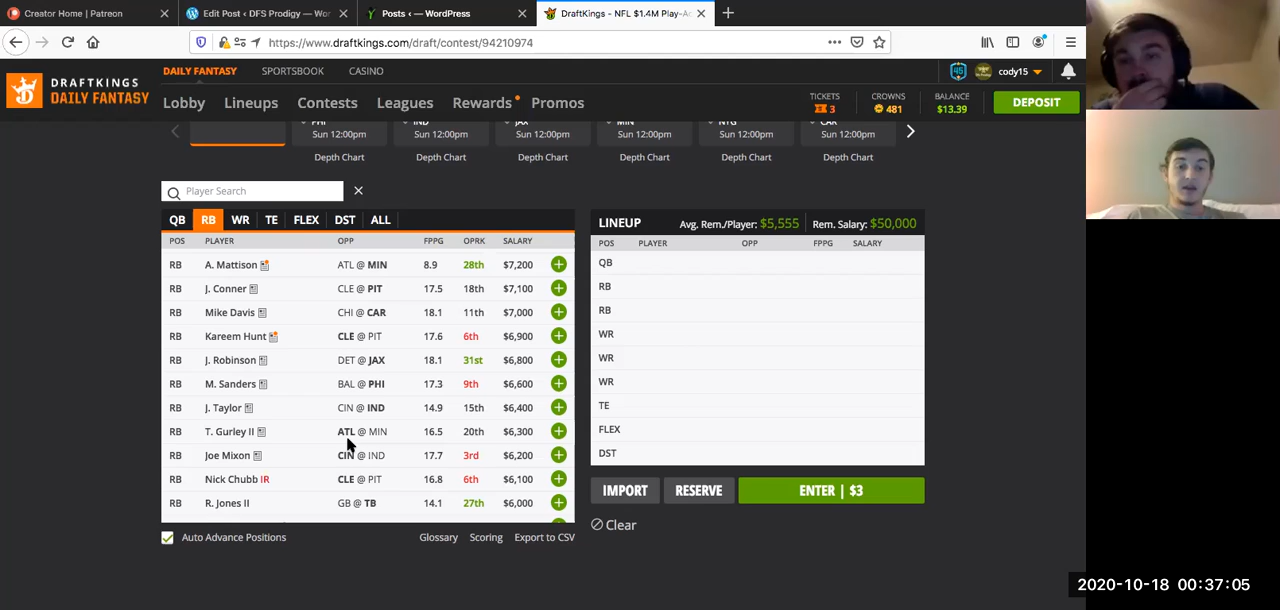 Creator Home | Patreon
Edit Post ‹ DFS Prodigy — Wor
Posts ‹ — WordPress
DraftKings - NFL $1.4M Play-A
https://www.draftkings.com/draft/contest/94210974
DRAFTKINGS
DAILY FANTASY
DAILY FANTASY SPORTSBOOK CASINO
45 cody15
Lobby Lineups Contests Leagues Rewards Promos
TICKETS 3
CROWNS 481
BALANCE $13.39
DEPOSIT
PHI IND JAX MIN NYG CAR
Sun 12:00pm Sun 12:00pm Sun 12:00pm Sun 12:00pm Sun 12:00pm Sun 12:00pm
Depth Chart Depth Chart Depth Chart Depth Chart Depth Chart Depth Chart
Player Search
QB RB WR TE FLEX DST ALL
POS PLAYER OPP FPPG OPRK SALARY
RB A. Mattison ATL @ MIN 8.9 28th $7,200
RB J. Conner CLE @ PIT 17.5 18th $7,100
RB Mike Davis CHI @ CAR 18.1 11th $7,000
RB Kareem Hunt CLE @ PIT 17.6 6th $6,900
RB J. Robinson DET @ JAX 18.1 31st $6,800
RB M. Sanders BAL @ PHI 17.3 9th $6,600
RB J. Taylor CIN @ IND 14.9 15th $6,400
RB T. Gurley II ATL @ MIN 16.5 20th $6,300
RB Joe Mixon CIN @ IND 17.7 3rd $6,200
RB Nick Chubb IR CLE @ PIT 16.8 6th $6,100
RB R. Jones II GB @ TB 14.1 27th $6,000
Auto Advance Positions
Glossary Scoring Export to CSV
LINEUP Avg. Rem./Player: $5,555 Rem. Salary: $50,000
POS PLAYER OPP FPPG SALARY
QB
RB
RB
WR
WR
WR
TE
FLEX
DST
IMPORT RESERVE ENTER | $3
Clear
2020-10-18 00:37:05